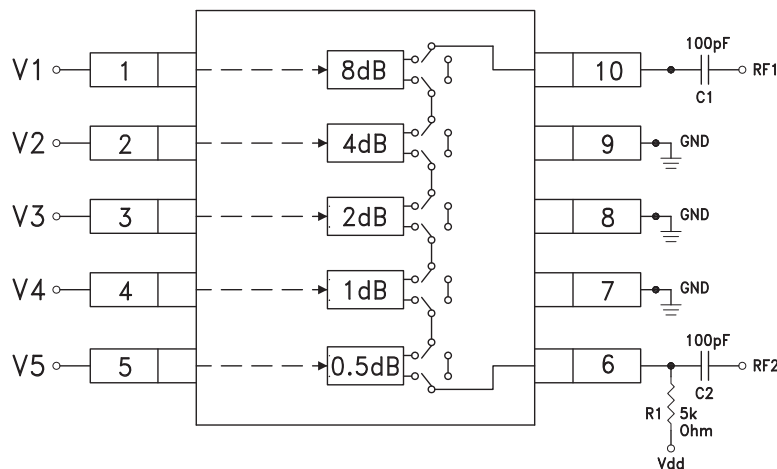 V1 1 8dB 10 100pF C1 RF1
V2 2 4dB 9 GND
V3 3 2dB 8 GND
V4 4 1dB 7 GND
V5 5 0.5dB 6 100pF C2 RF2
R1 5k
Ohm
Vdd